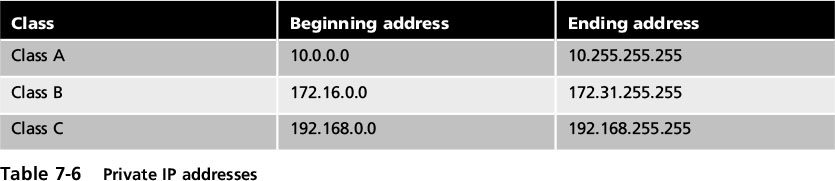 Class Beginning address Ending address
Class A 10.0.0.0 10.255.255.255
Class B 172.16.0.0 172.31.255.255
Class C 192.168.0.0 192.168.255.255
Table 7-6 Private IP addresses